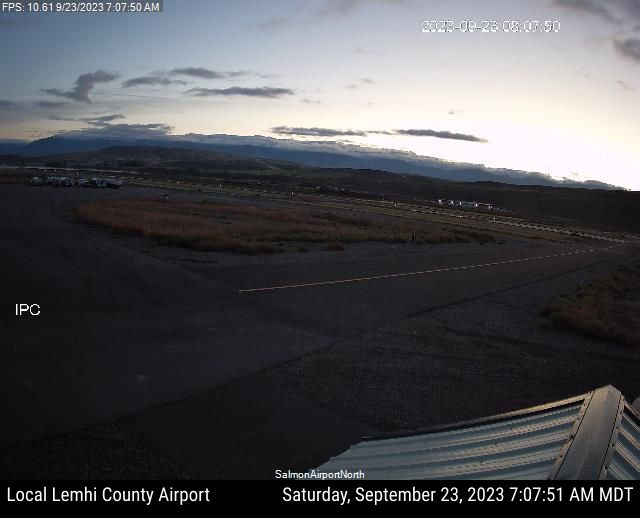 FPS: 10.61 9/23/2023 7:07:50 AM
2023-09-23 08:07:50
IPC
SalmonAirportNorth
Local Lemhi County Airport
Saturday, September 23, 2023 7:07:51 AM MDT